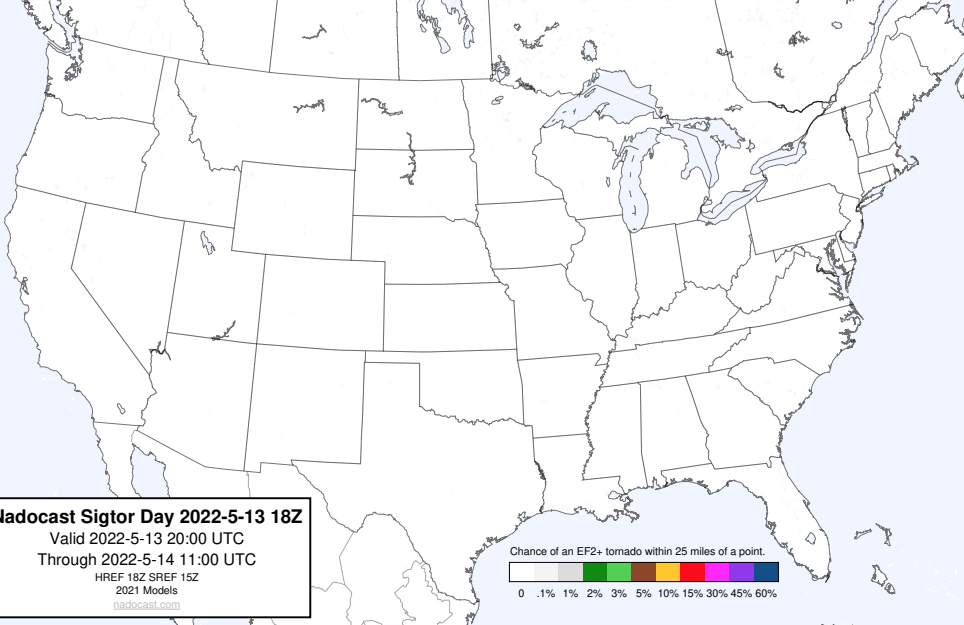 Nadocast Sigtor Day 2022-5-13 18Z
Valid 2022-5-13 20:00 UTC
Through 2022-5-14 11:00 UTC
HREF 18Z SREF 15Z
2021 Models
nadocast.com
Chance of an EF2+ tornado within 25 miles of a point.
0 .1% 1% 2% 3% 5% 10% 15% 30% 45% 60%